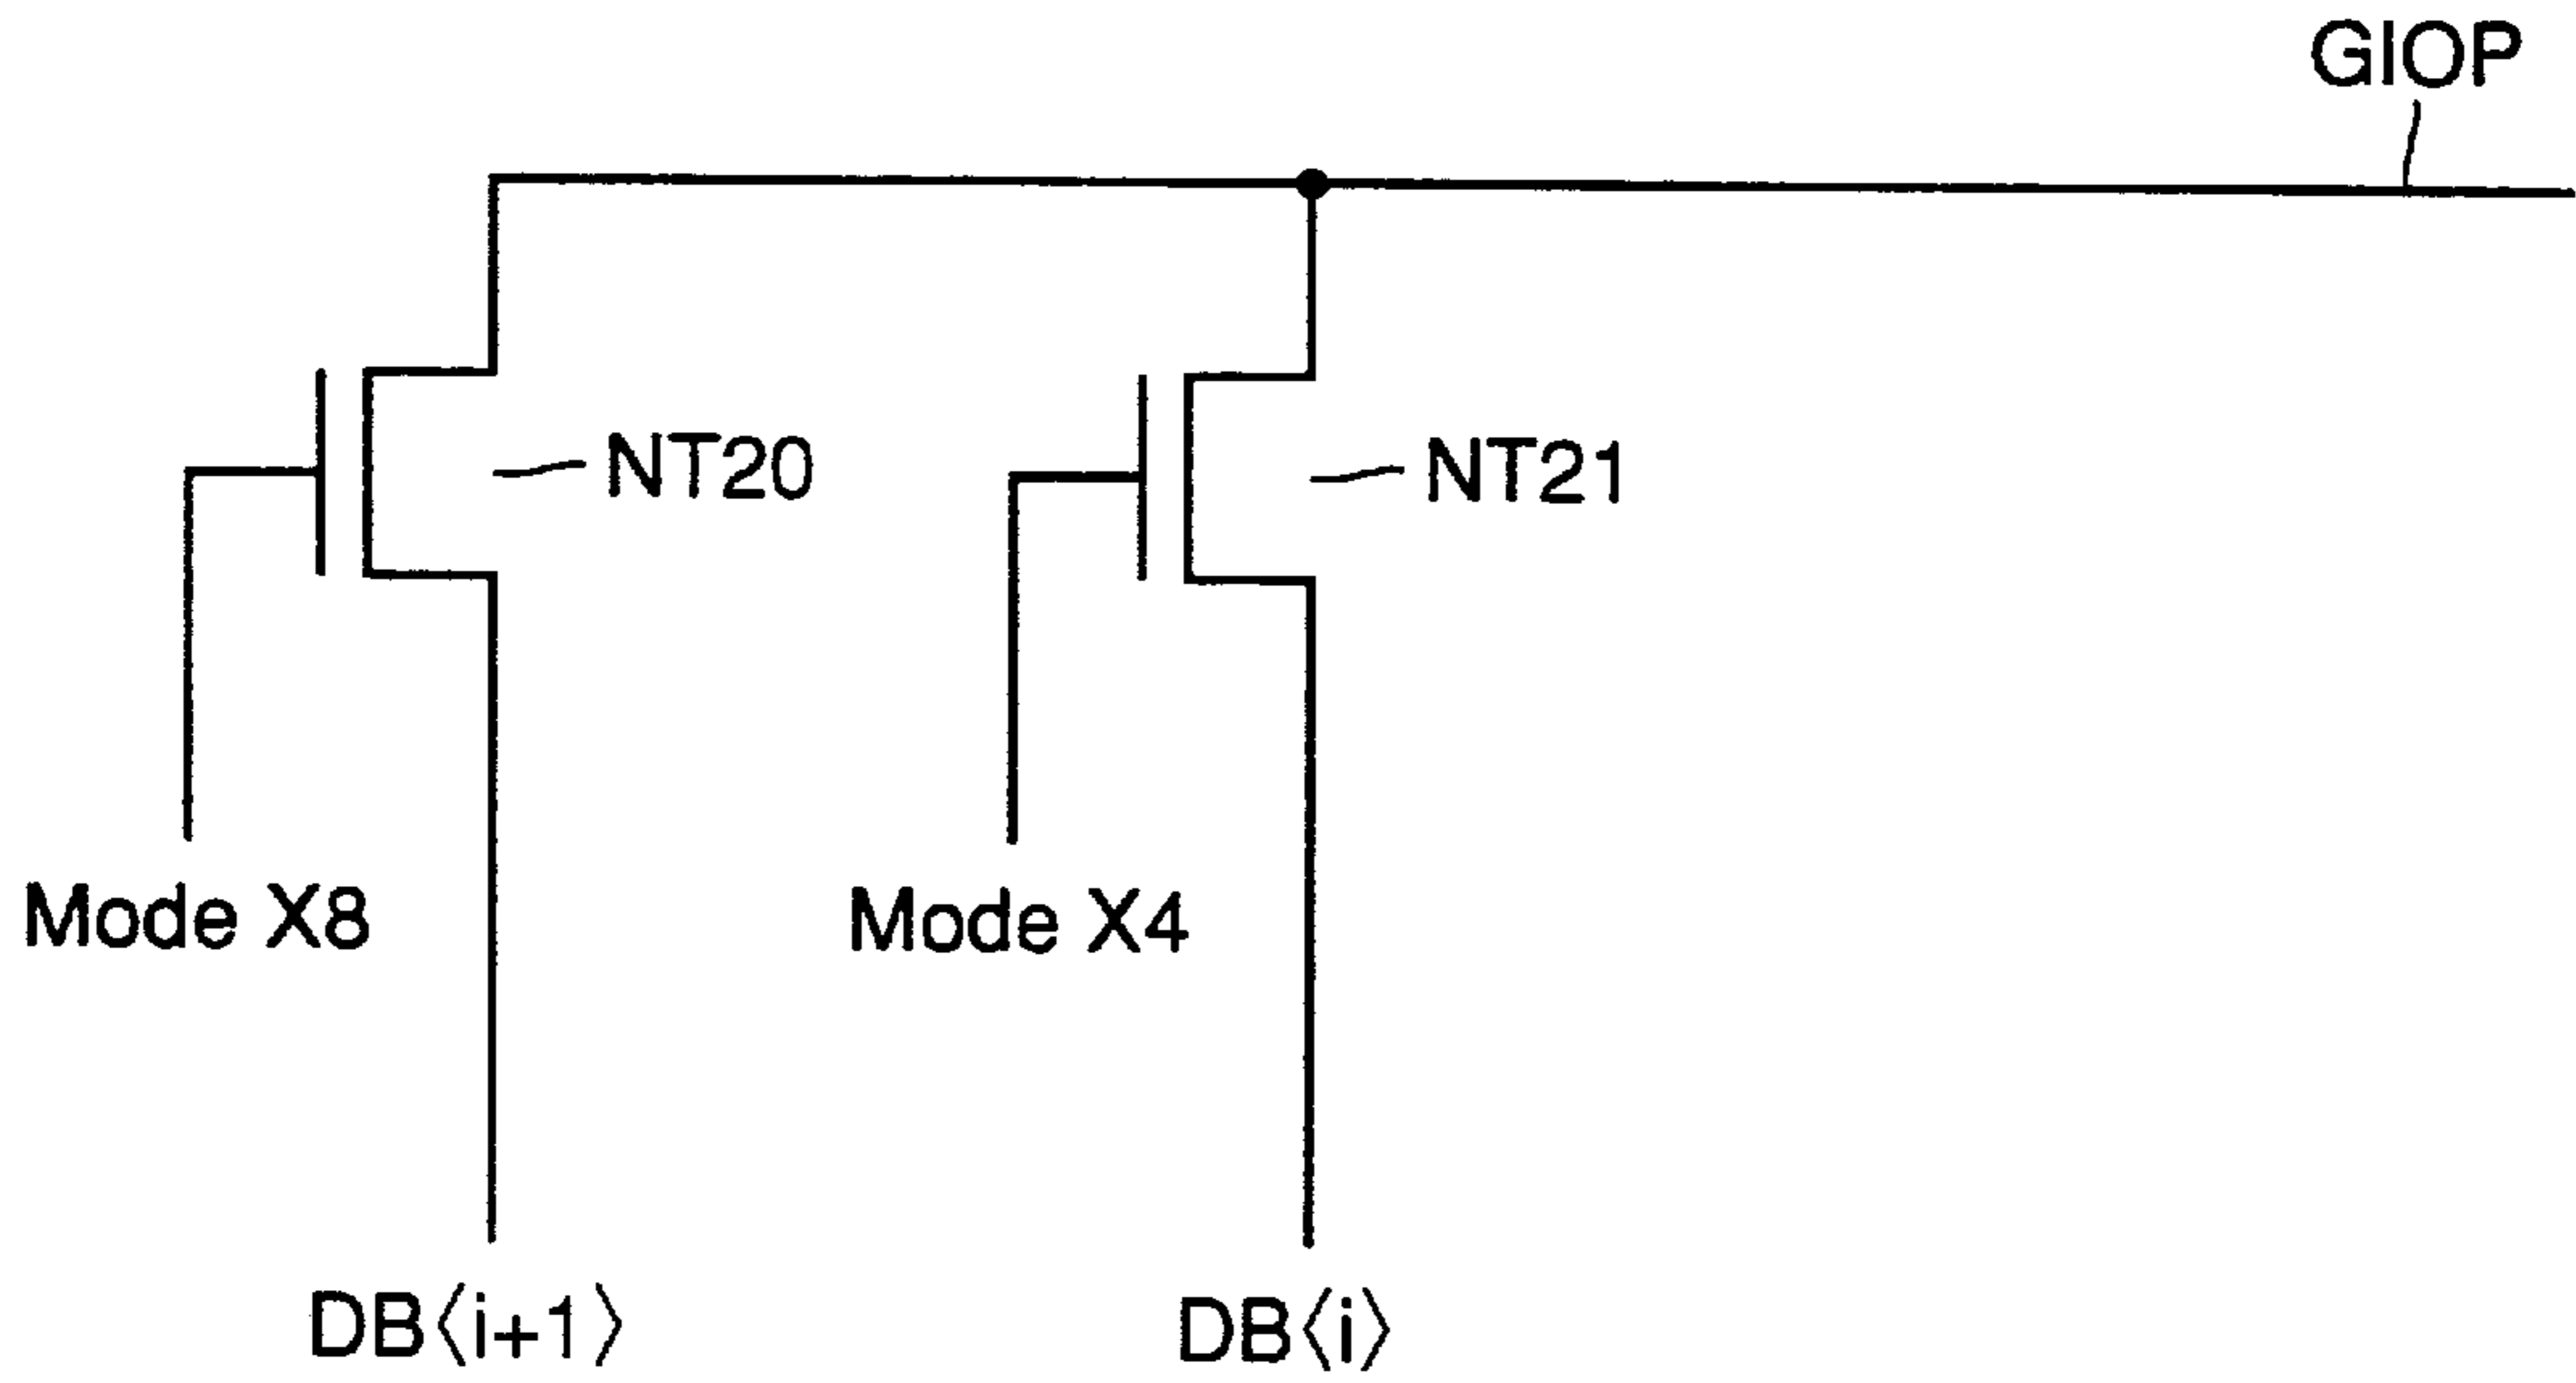 GIOP
NT20
NT21
Mode X8
Mode X4
DB〈i+1〉
DB〈i〉